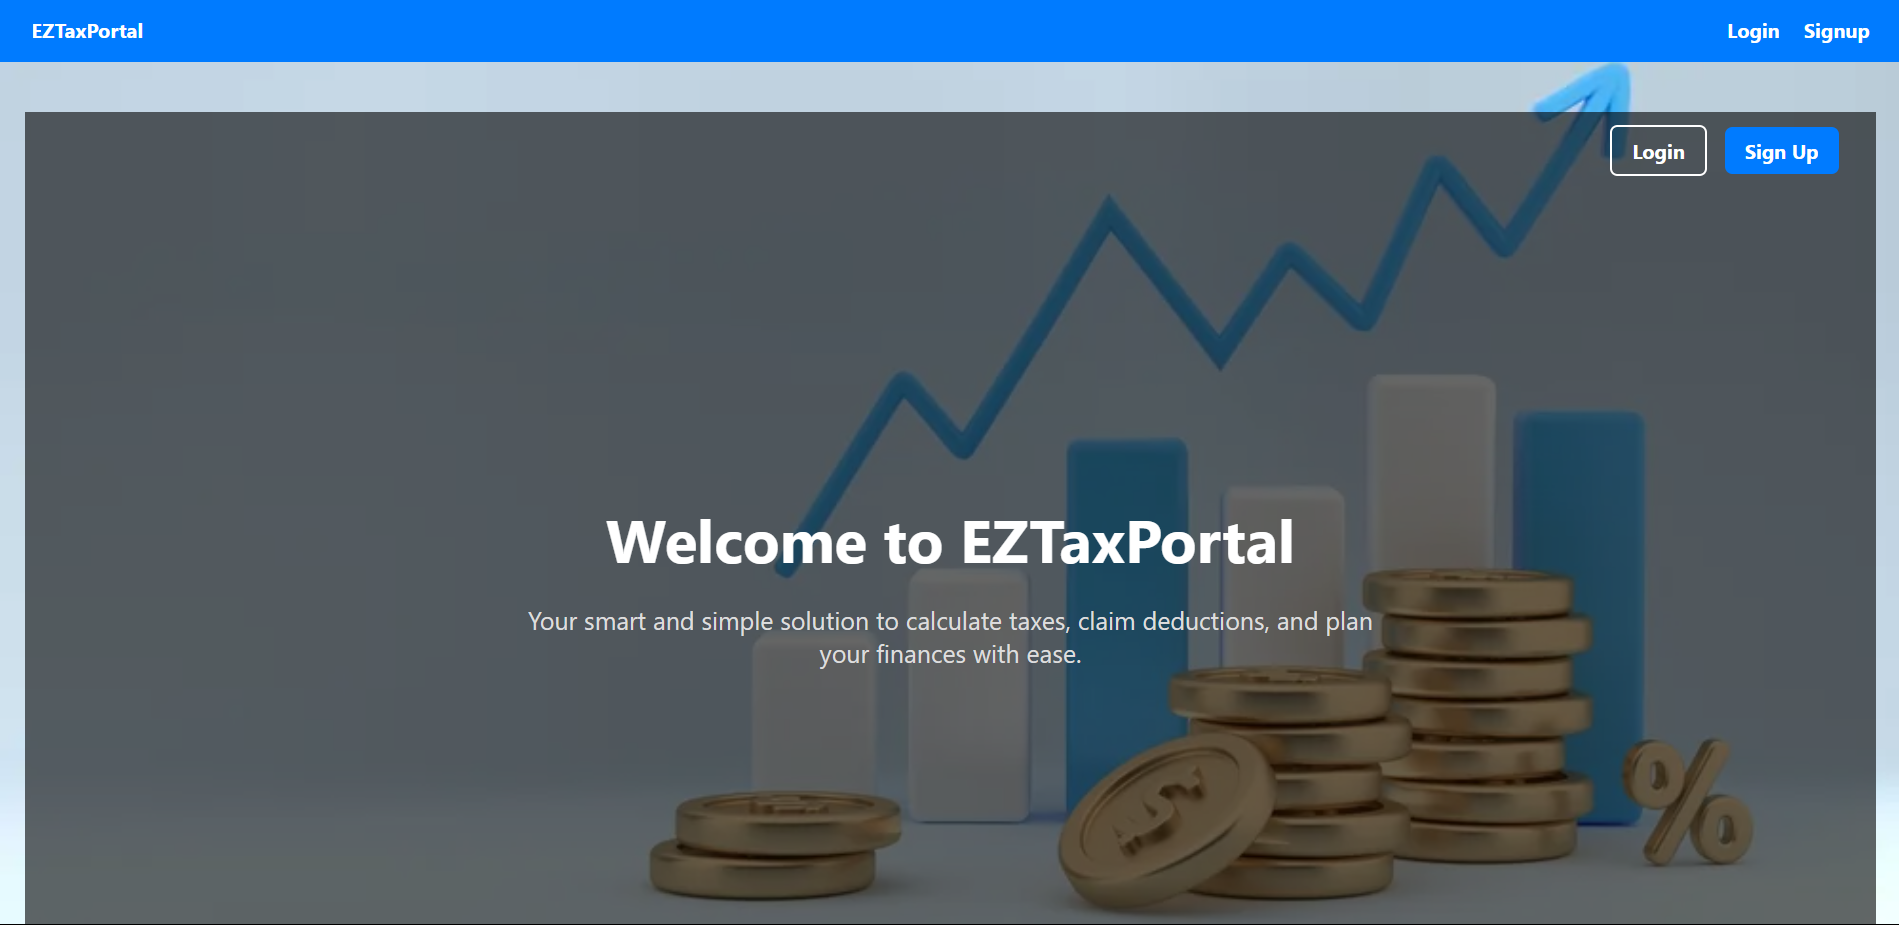 EZTaxPortal
Login Signup
Login Sign Up
Welcome to EZTaxPortal
Your smart and simple solution to calculate taxes, claim deductions, and plan
your finances with ease.
%